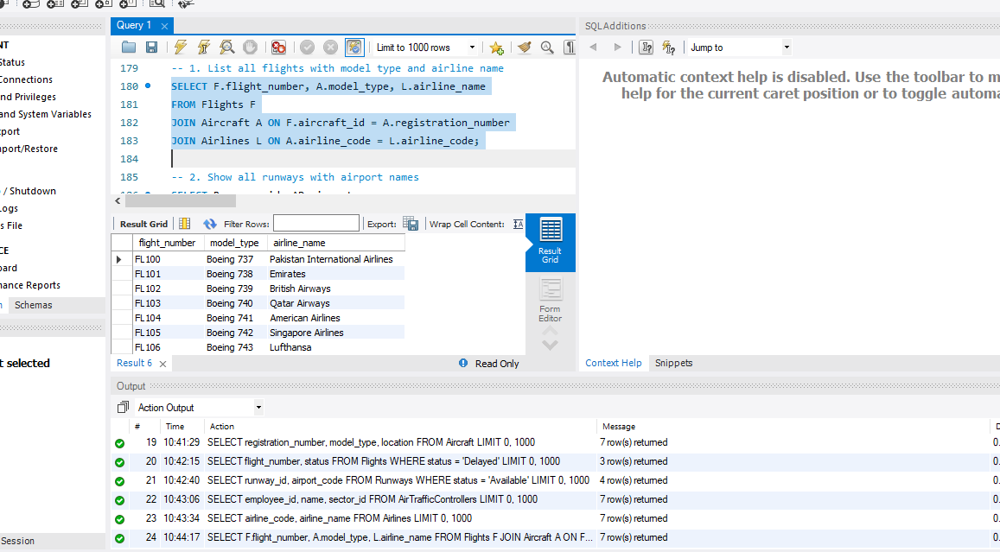 Query 1
SQLAdditions
NT
Status
Connections
nd Privileges
and System Variables
xport
mport/Restore
/ Shutdown
Logs
s File
CE
oard
mance Reports
Schemas
t selected
Session
Limit to 1000 rows
Jump to
179 -- 1. List all flights with model type and airline name
180 SELECT F.flight_number, A.model_type, L.airline_name
181 FROM Flights F
182 JOIN Aircraft A ON F.aircraft_id = A.registration_number
183 JOIN Airlines L ON A.airline_code = L.airline_code;
184
185 -- 2. Show all runways with airport names
Automatic context help is disabled. Use the toolbar to m
help for the current caret position or to toggle automa
Result Grid Filter Rows: Export: Wrap Cell Content:
flight_number model_type airline_name
FL100 Boeing 737 Pakistan International Airlines
FL101 Boeing 738 Emirates
FL102 Boeing 739 British Airways
FL103 Boeing 740 Qatar Airways
FL104 Boeing 741 American Airlines
FL105 Boeing 742 Singapore Airlines
FL106 Boeing 743 Lufthansa
Result
Grid
Form
Editor
Result 6
Read Only
Context Help Snippets
Output
Action Output
# Time Action Message D
19 10:41:29 SELECT registration_number, model_type, location FROM Aircraft LIMIT 0, 1000 7 row(s) returned 0.
20 10:42:15 SELECT flight_number, status FROM Flights WHERE status = 'Delayed' LIMIT 0, 1000 3 row(s) returned 0.
21 10:42:40 SELECT runway_id, airport_code FROM Runways WHERE status = 'Available' LIMIT 0, 1000 4 row(s) returned 0.
22 10:43:06 SELECT employee_id, name, sector_id FROM AirTrafficControllers LIMIT 0, 1000 7 row(s) returned 0.
23 10:43:34 SELECT airline_code, airline_name FROM Airlines LIMIT 0, 1000 7 row(s) returned 0.
24 10:44:17 SELECT F.flight_number, A.model_type, L.airline_name FROM Flights F JOIN Aircraft A ON F... 7 row(s) returned 0.